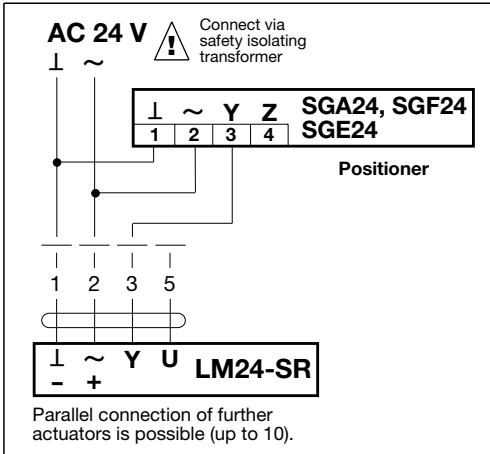 AC 24 V
! Connect via
safety isolating
transformer
⊥ ~
⊥ ~ Y Z
1 2 3 4
SGA24, SGF24
SGE24
Positioner
1 2 3 5
⊥ ~ Y U
– +
LM24-SR
Parallel connection of further
actuators is possible (up to 10).